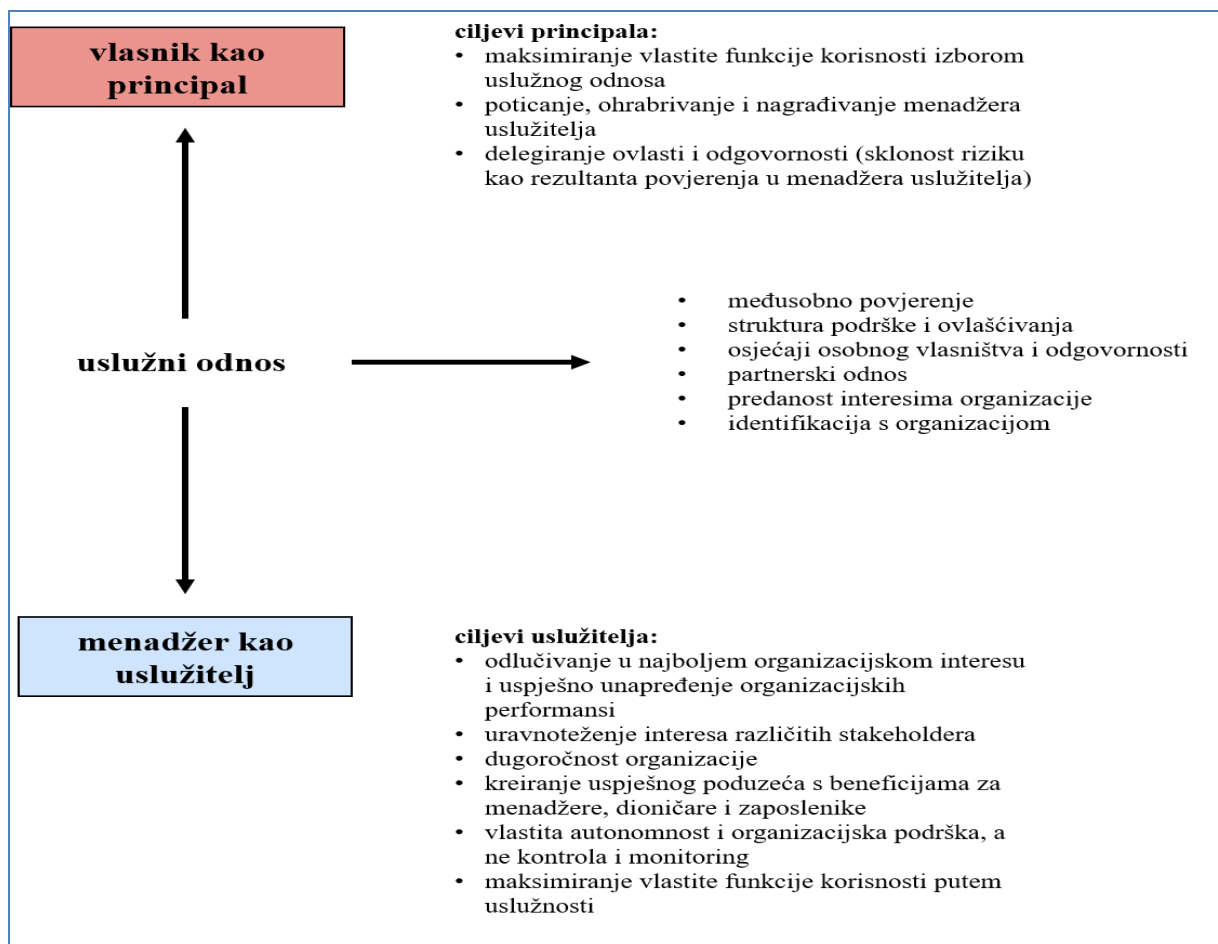 vlasnik kao
principal
ciljevi principala:
• maksimiranje vlastite funkcije korisnosti izborom
uslužnog odnosa
• poticanje, ohrabrivanje i nagrađivanje menadžera
uslužitelja
• delegiranje ovlasti i odgovornosti (sklonost riziku
kao rezultanta povjerenja u menadžera uslužitelja)
uslužni odnos
• međusobno povjerenje
• struktura podrške i ovlašćivanja
• osjećaji osobnog vlasništva i odgovornosti
• partnerski odnos
• predanost interesima organizacije
• identifikacija s organizacijom
menadžer kao
uslužitelj
ciljevi uslužitelja:
• odlučivanje u najboljem organizacijskom interesu
i uspješno unapređenje organizacijskih
performansi
• uravnoteženje interesa različitih stakeholdera
• dugoročnost organizacije
• kreiranje uspješnog poduzeća s beneficijama za
menadžere, dioničare i zaposlenike
• vlastita autonomnost i organizacijska podrška, a
ne kontrola i monitoring
• maksimiranje vlastite funkcije korisnosti putem
uslužnosti